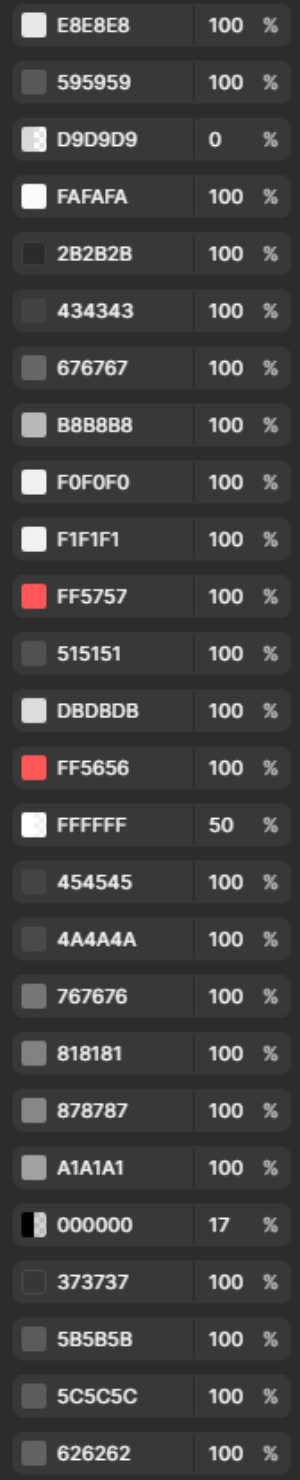 E8E8E8 100 %
595959 100 %
D9D9D9 0 %
FAFAFA 100 %
2B2B2B 100 %
434343 100 %
676767 100 %
B8B8B8 100 %
F0F0F0 100 %
F1F1F1 100 %
FF5757 100 %
515151 100 %
DBDBDB 100 %
FF5656 100 %
FFFFFF 50 %
454545 100 %
4A4A4A 100 %
767676 100 %
818181 100 %
878787 100 %
A1A1A1 100 %
000000 17 %
373737 100 %
5B5B5B 100 %
5C5C5C 100 %
626262 100 %